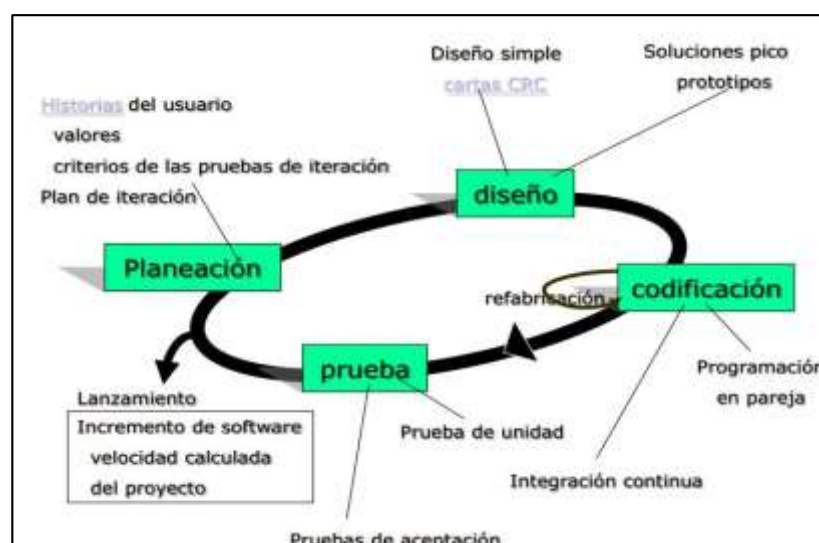 Diseño simple
cartas CRC
Soluciones pico
prototipos
Historias del usuario
valores
criterios de las pruebas de iteración
Plan de iteración
diseño
Planeación
refabricación
codificación
prueba
Programación
en pareja
Lanzamiento
Incremento de software
velocidad calculada
del proyecto
Prueba de unidad
Integración continua
Pruebas de aceptación